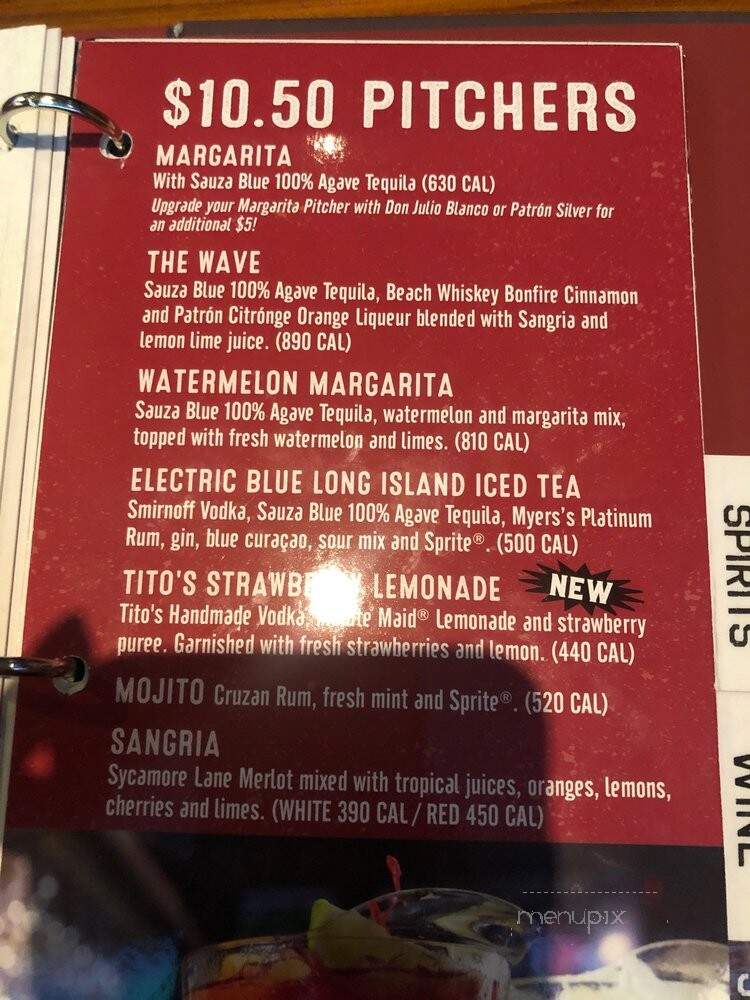 $10.50 PITCHERS
MARGARITA
With Sauza Blue 100% Agave Tequila (630 CAL)
Upgrade your Margarita Pitcher with Don Julio Blanco or Patrón Silver for
an additional $5!
THE WAVE
Sauza Blue 100% Agave Tequila, Beach Whiskey Bonfire Cinnamon
and Patrón Citrónge Orange Liqueur blended with Sangria and
lemon lime juice. (890 CAL)
WATERMELON MARGARITA
Sauza Blue 100% Agave Tequila, watermelon and margarita mix,
topped with fresh watermelon and limes. (810 CAL)
ELECTRIC BLUE LONG ISLAND ICED TEA
Smirnoff Vodka, Sauza Blue 100% Agave Tequila, Myers's Platinum
Rum, gin, blue curaçao, sour mix and Sprite®. (500 CAL)
TITO'S STRAWBERRY LEMONADE NEW
Tito's Handmade Vodka, Minute Maid® Lemonade and strawberry
puree. Garnished with fresh strawberries and lemon. (440 CAL)
MOJITO Cruzan Rum, fresh mint and Sprite®. (520 CAL)
SANGRIA
Sycamore Lane Merlot mixed with tropical juices, oranges, lemons,
cherries and limes. (WHITE 390 CAL / RED 450 CAL)
SPIRITS
WINE
menupix